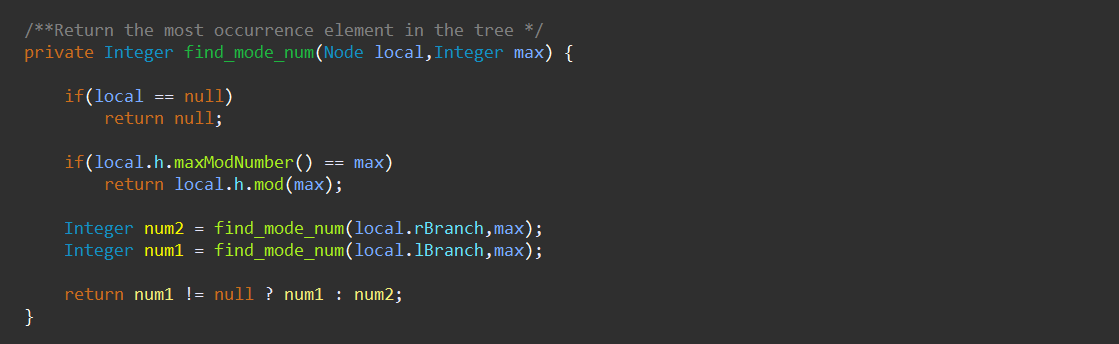 /**Return the most occurrence element in the tree */
private Integer find_mode_num(Node local,Integer max) {
if(local == null)
return null;
if(local.h.maxModNumber() == max)
return local.h.mod(max);
Integer num2 = find_mode_num(local.rBranch,max);
Integer num1 = find_mode_num(local.lBranch,max);
return num1 != null ? num1 : num2;
}